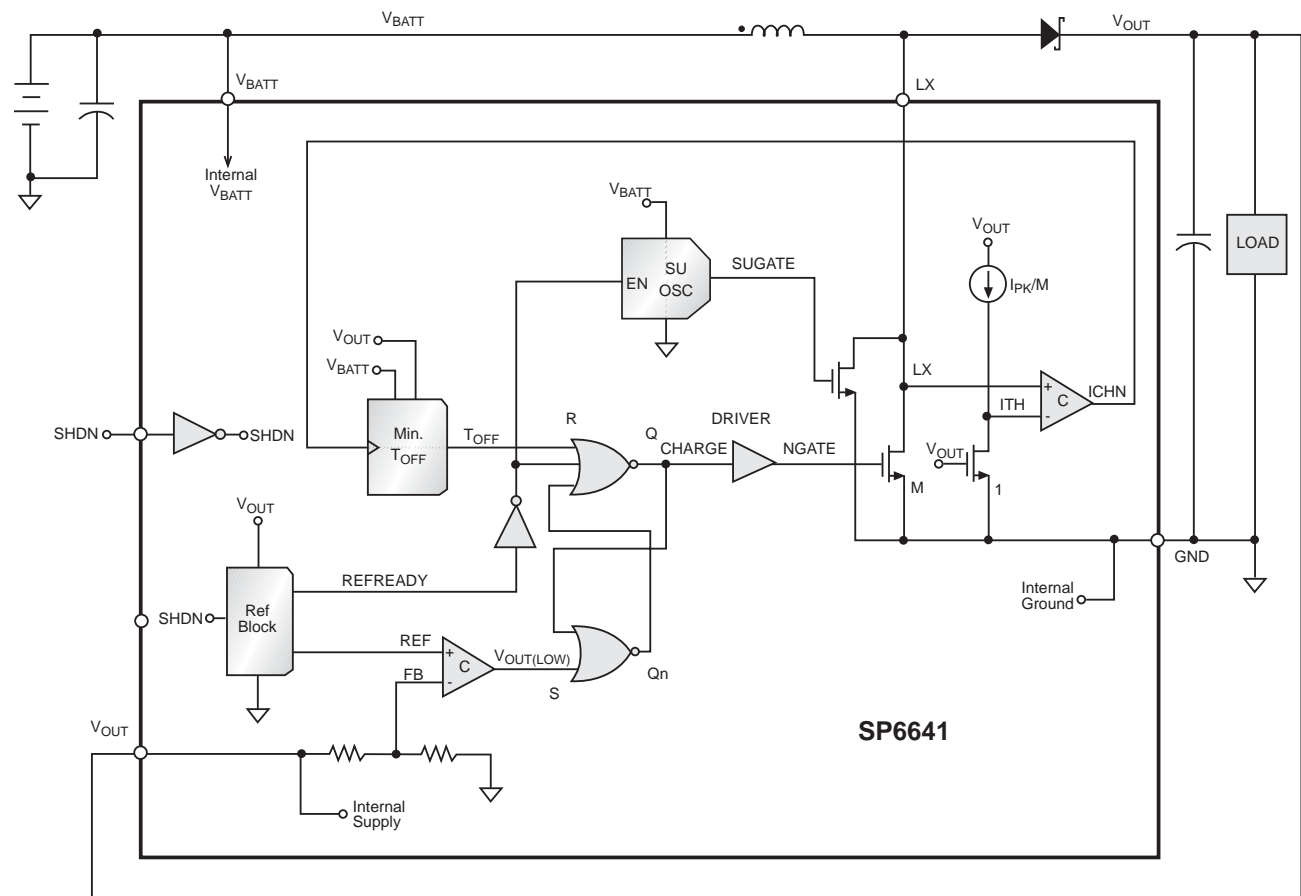 VBATT
VOUT
VBATT
LX
Internal
VBATT
VBATT
VOUT
SU
OSC
EN
SUGATE
IPK/M
LOAD
VOUT
VBATT
LX
ICHN
+
C
-
ITH
SHDN
SHDN
Min.
TOFF
TOFF
R
Q
CHARGE
DRIVER
NGATE
VOUT
M
1
VOUT
GND
REFREADY
Internal
Ground
SHDN
Ref
Block
REF
+
C
-
FB
VOUT(LOW)
S
Qn
VOUT
SP6641
Internal
Supply